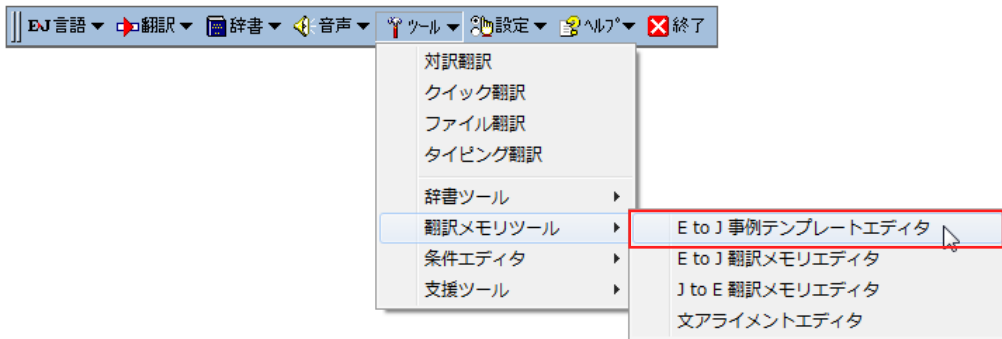 EJ 言語 翻訳 辞書 音声 ツール 設定 ヘルプ 終了
対訳翻訳
クイック翻訳
ファイル翻訳
タイピング翻訳
辞書ツール
翻訳メモリツール
E to J 事例テンプレートエディタ
条件エディタ
E to J 翻訳メモリエディタ
支援ツール
J to E 翻訳メモリエディタ
文アライメントエディタ